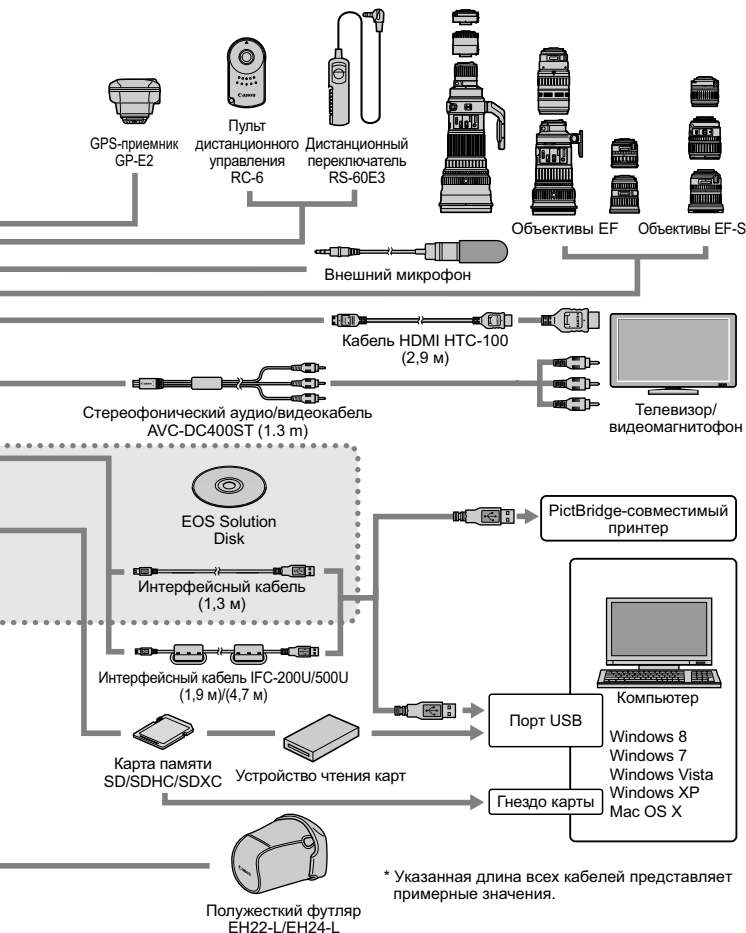 GPS-приемник
GP-E2
Пульт
дистанционного
управления
RC-6
Дистанционный
переключатель
RS-60E3
Объективы EF
Объективы EF-S
Внешний микрофон
Кабель HDMI HTC-100
(2,9 м)
Стереофонический аудио/видеокабель
AVC-DC400ST (1.3 m)
Телевизор/
видеомагнитофон
EOS Solution
Disk
PictBridge-совместимый
принтер
Интерфейсный кабель
(1,3 м)
Интерфейсный кабель IFC-200U/500U
(1,9 м)/(4,7 м)
Компьютер
Порт USB
Windows 8
Windows 7
Windows Vista
Windows XP
Mac OS X
Карта памяти
SD/SDHC/SDXC
Устройство чтения карт
Гнездо карты
Canon
Canon
* Указанная длина всех кабелей представляет
примерные значения.
Полужесткий футляр
EH22-L/EH24-L